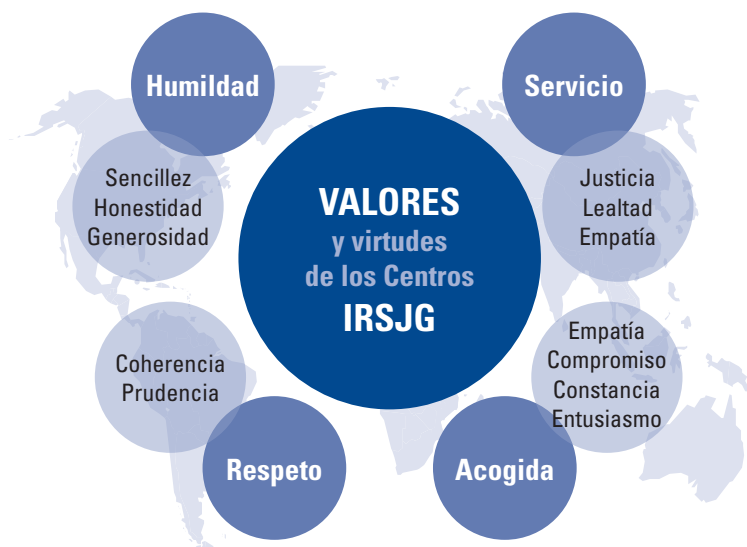 Humildad
Sencillez
Honestidad
Generosidad
Servicio
Justicia
Lealtad
Empatía
VALORES
y virtudes
de los Centros
IRSJG
Coherencia
Prudencia
Respeto
Empatía
Compromiso
Constancia
Entusiasmo
Acogida